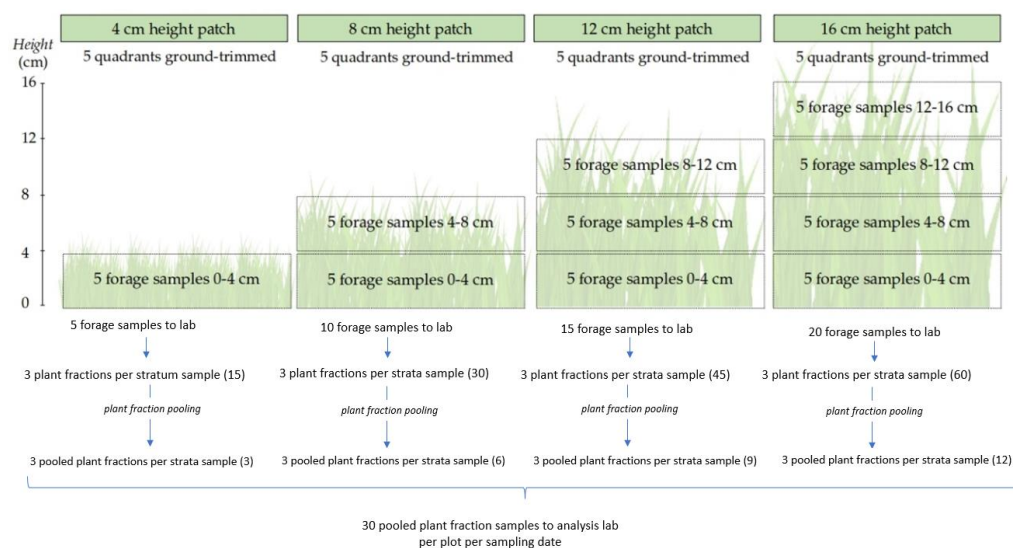 4 cm height patch
8 cm height patch
12 cm height patch
16 cm height patch
Height
(cm)
5 quadrants ground-trimmed
5 quadrants ground-trimmed
5 quadrants ground-trimmed
5 quadrants ground-trimmed
16
5 forage samples 12-16 cm
12
5 forage samples 8-12 cm
5 forage samples 8-12 cm
8
5 forage samples 4-8 cm
5 forage samples 4-8 cm
5 forage samples 4-8 cm
4
5 forage samples 0-4 cm
5 forage samples 0-4 cm
5 forage samples 0-4 cm
5 forage samples 0-4 cm
0
5 forage samples to lab
10 forage samples to lab
15 forage samples to lab
20 forage samples to lab
3 plant fractions per stratum sample (15)
3 plant fractions per strata sample (30)
3 plant fractions per strata sample (45)
3 plant fractions per strata sample (60)
plant fraction pooling
plant fraction pooling
plant fraction pooling
plant fraction pooling
3 pooled plant fractions per strata sample (3)
3 pooled plant fractions per strata sample (6)
3 pooled plant fractions per strata sample (9)
3 pooled plant fractions per strata sample (12)
30 pooled plant fraction samples to analysis lab
per plot per sampling date